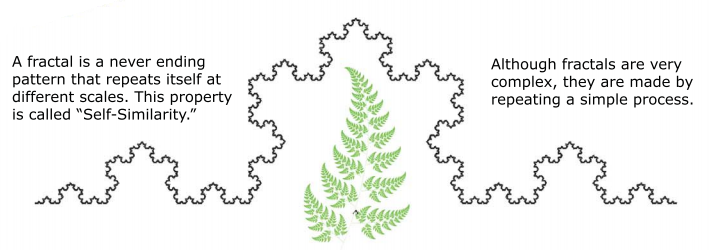 A fractal is a never ending
pattern that repeats itself at
different scales. This property
is called “Self-Similarity.”
Although fractals are very
complex, they are made by
repeating a simple process.